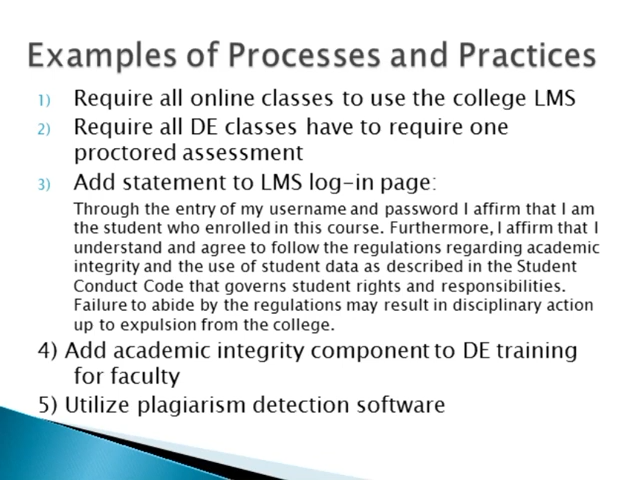 Examples of Processes and Practices
1) Require all online classes to use the college LMS
2) Require all DE classes have to require one
proctored assessment
3) Add statement to LMS log-in page:
Through the entry of my username and password I affirm that I am
the student who enrolled in this course. Furthermore, I affirm that I
understand and agree to follow the regulations regarding academic
integrity and the use of student data as described in the Student
Conduct Code that governs student rights and responsibilities.
Failure to abide by the regulations may result in disciplinary action
up to expulsion from the college.
4) Add academic integrity component to DE training
for faculty
5) Utilize plagiarism detection software